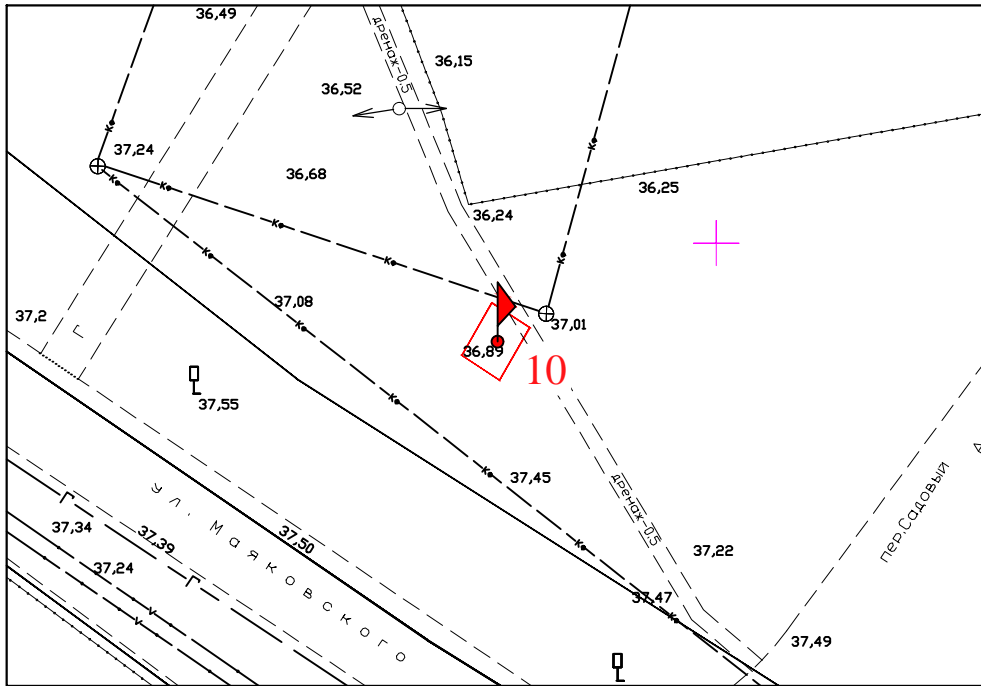 36,49
дренаж-0.5
36,15
36,52
к
37,24
к
36,68
к
к
36,25
36,24
к
к
к
к
37,08
37,2
Г
37,01
к
36,89
10
37,55
к
к
37,45
пер.Садовый
А
дренаж-0.5
ул. Маяковского
37,34
37,39
37,50
37,22
к
37,24
Г
Г
v
v
37,47
к
37,49